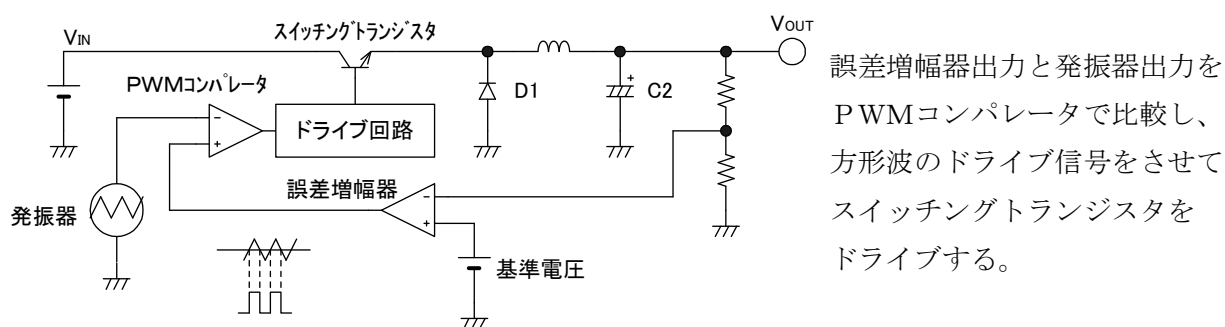 VIN
スイッチングトランジスタ
VOUT
PWMコンパレータ
D1
+
C2
-
+
ドライブ回路
発振器
誤差増幅器
-
+
基準電圧
誤差増幅器出力と発振器出力を
PWMコンパレータで比較し、
方形波のドライブ信号をさせて
スイッチングトランジスタを
ドライブする。